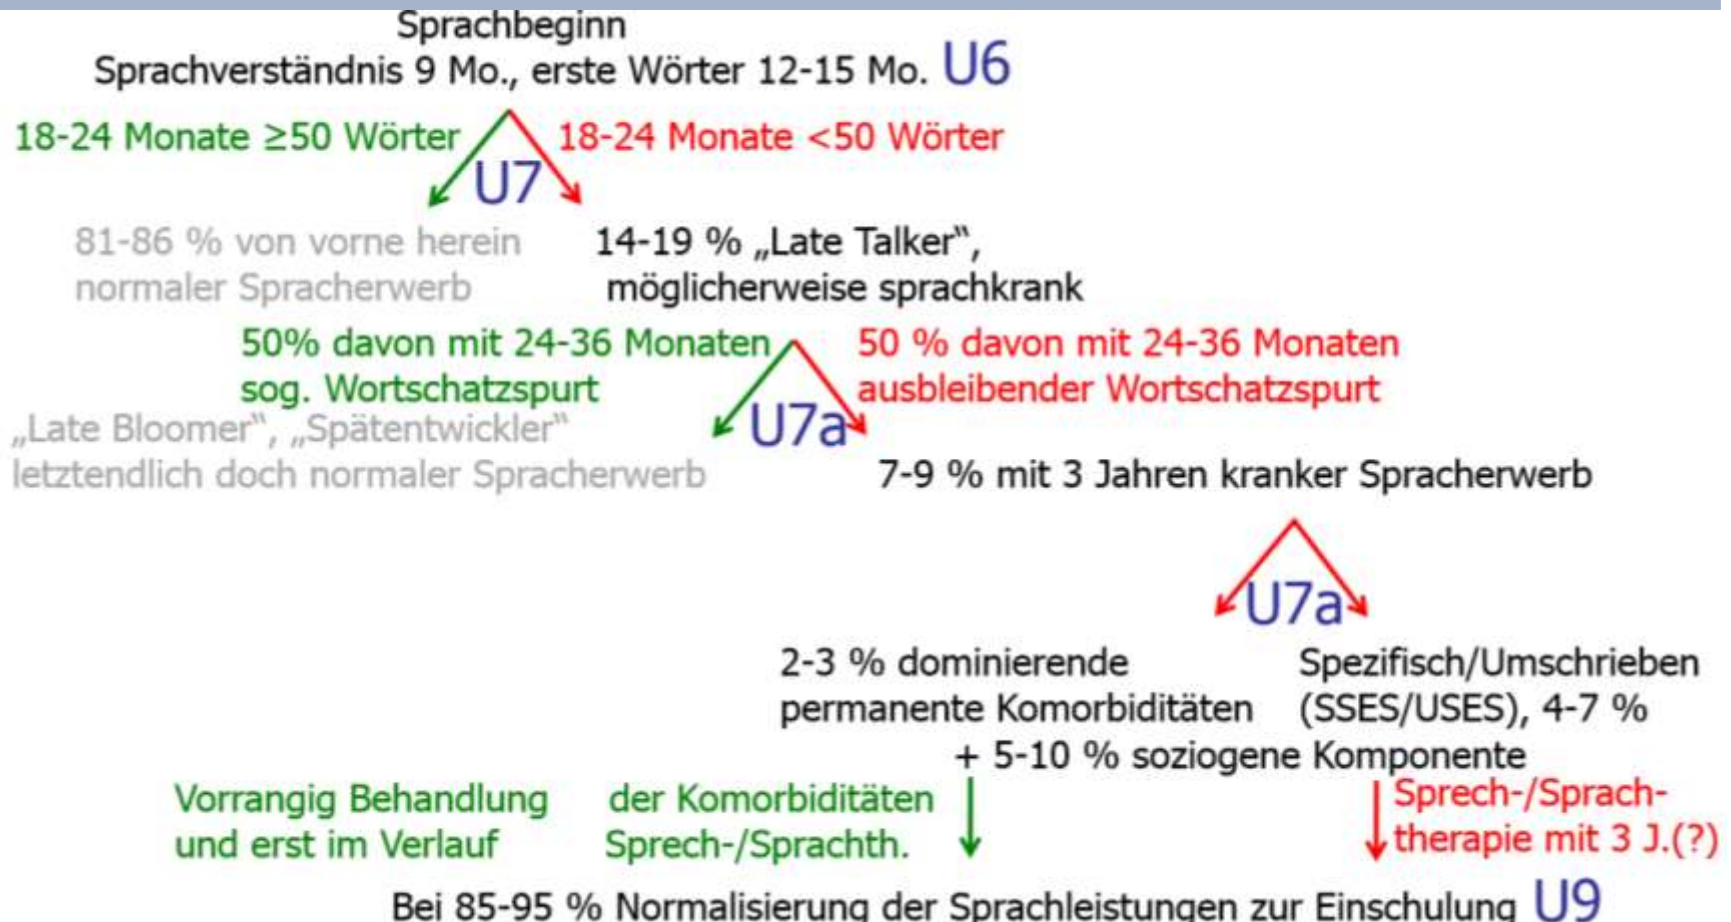 Sprachbeginn
Sprachverständnis 9 Mo., erste Wörter 12-15 Mo. U6
18-24 Monate ≥50 Wörter
18-24 Monate <50 Wörter
U7
81-86 % von vorne herein
normaler Spracherwerb
14-19 % „Late Talker“,
möglicherweise sprachkrank
50% davon mit 24-36 Monaten
sog. Wortschatzspurt
50 % davon mit 24-36 Monaten
ausbleibender Wortschatzspurt
U7a
„Late Bloomer“, „Spätentwickler“
letztendlich doch normaler Spracherwerb
7-9 % mit 3 Jahren kranker Spracherwerb
U7a
2-3 % dominierende
permanente Komorbiditäten
Spezifisch/Umschrieben
(SSES/USES), 4-7 %
+ 5-10 % soziogene Komponente
Vorrangig Behandlung der Komorbiditäten
und erst im Verlauf Sprech-/Sprachth.
Sprech-/Sprach-
therapie mit 3 J.(?)
Bei 85-95 % Normalisierung der Sprachleistungen zur Einschulung U9